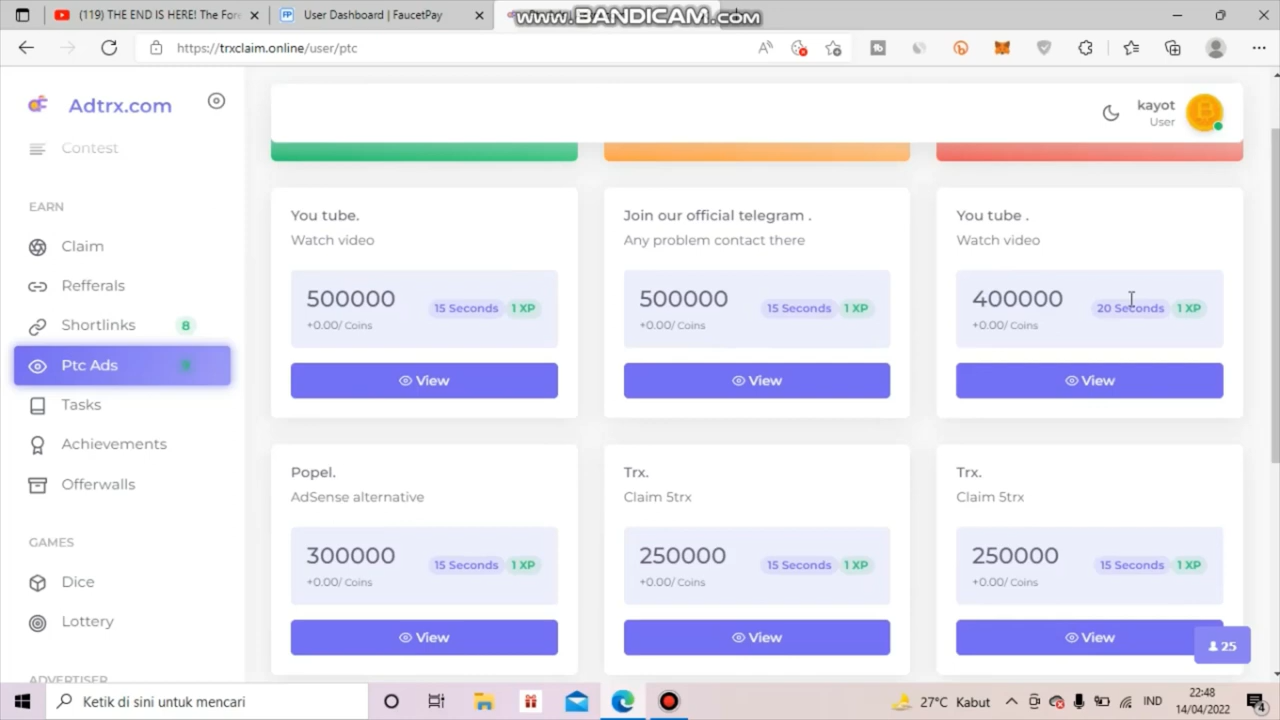 (119) THE END IS HERE! The For
User Dashboard | FaucetPay
WWW.BANDICAM.COM
https://trxclaim.online/user/ptc
Adtrx.com
Contest
EARN
Claim
Refferals
Shortlinks 8
Ptc Ads
Tasks
Achievements
Offerwalls
GAMES
Dice
Lottery
ADVERTISER
kayot
User
You tube.
Watch video
500000
+0.00/ Coins
15 Seconds 1 XP
View
Join our official telegram .
Any problem contact there
500000
+0.00/ Coins
15 Seconds 1 XP
View
You tube .
Watch video
400000
+0.00/ Coins
20 Seconds 1 XP
View
Popel.
AdSense alternative
300000
+0.00/ Coins
15 Seconds 1 XP
View
Trx.
Claim 5trx
250000
+0.00/ Coins
15 Seconds 1 XP
View
Trx.
Claim 5trx
250000
+0.00/ Coins
15 Seconds 1 XP
View
25
Ketik di sini untuk mencari
27°C Kabut
IND
22:48
14/04/2022
4